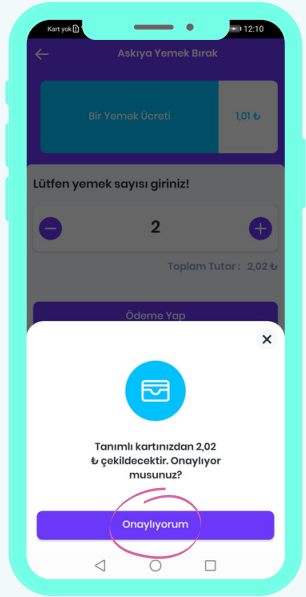 Kart yok 12:10
Askıya Yemek Bırak
Bir Yemek Ücreti 1,01 ₺
Lütfen yemek sayısı giriniz!
2
Toplam Tutar : 2,02 ₺
Ödeme Yap
Tanımlı kartınızdan 2,02
₺ çekilecektir. Onaylıyor
musunuz?
Onaylıyorum